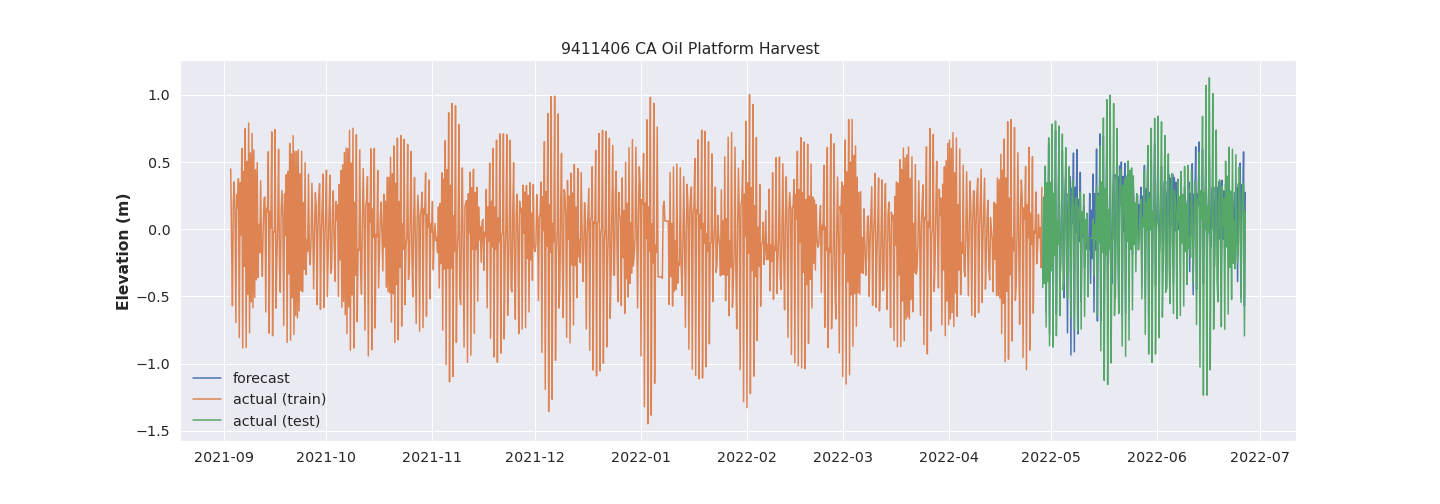 9411406 CA Oil Platform Harvest
Elevation (m)
1.0
0.5
0.0
−0.5
−1.0
−1.5
forecast
actual (train)
actual (test)
2021-09 2021-10 2021-11 2021-12 2022-01 2022-02 2022-03 2022-04 2022-05 2022-06 2022-07